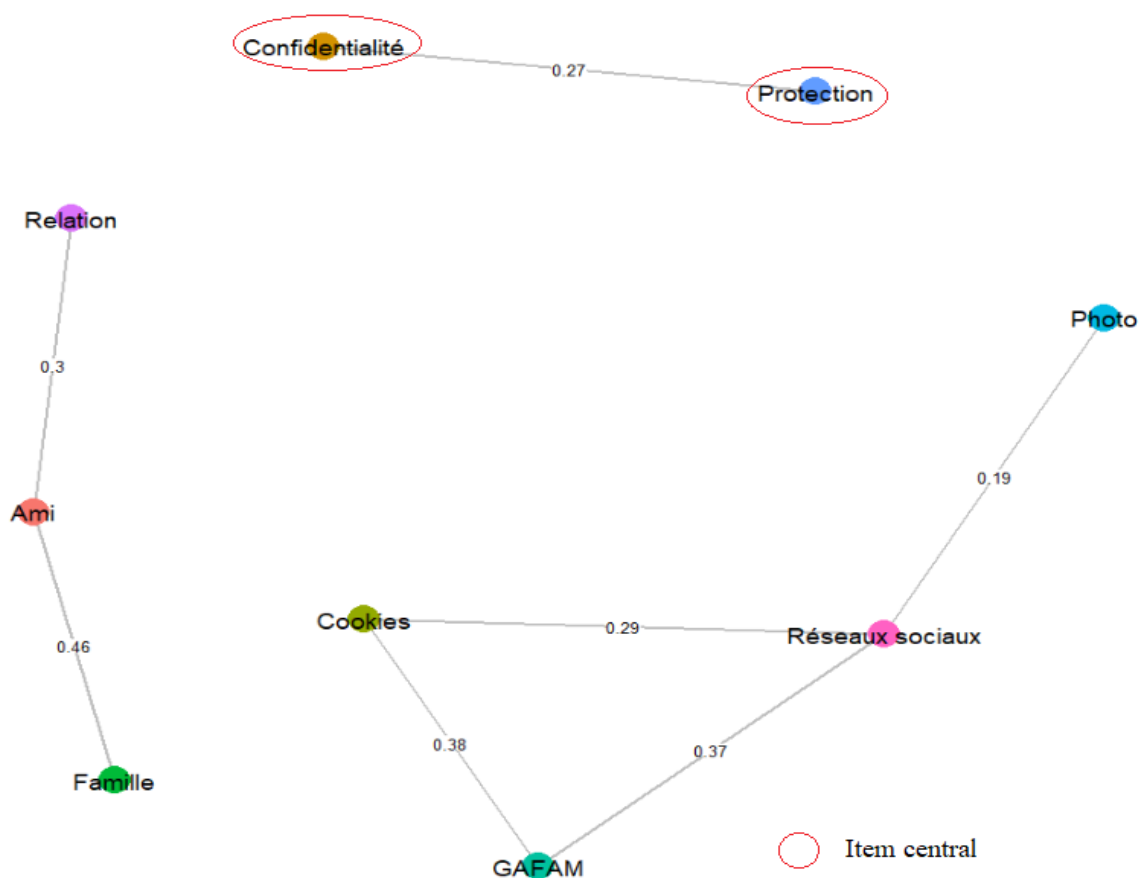 Confidentialité
0.27
Protection
Relation
Photo
0.3
0.19
Ami
Cookies
0.29
Réseaux sociaux
0.46
0.38
0.37
Famille
GAFAM
Item central